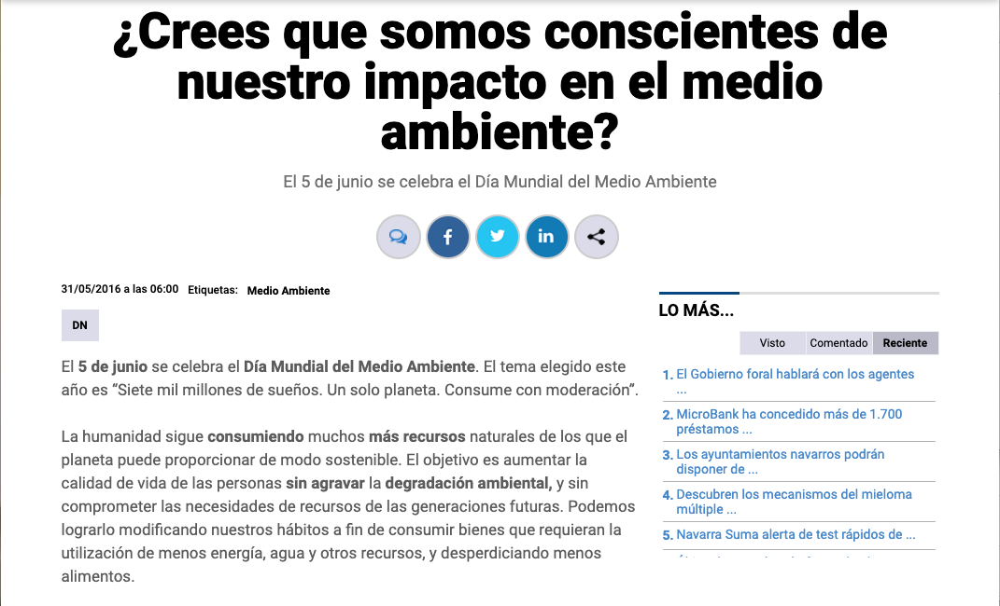 ¿Crees que somos conscientes de
nuestro impacto en el medio
ambiente?
El 5 de junio se celebra el Día Mundial del Medio Ambiente
f
in
31/05/2016 a las 06:00 Etiquetas: Medio Ambiente
DN
El 5 de junio se celebra el Día Mundial del Medio Ambiente. El tema elegido este
año es “Siete mil millones de sueños. Un solo planeta. Consume con moderación”.
La humanidad sigue consumiendo muchos más recursos naturales de los que el
planeta puede proporcionar de modo sostenible. El objetivo es aumentar la
calidad de vida de las personas sin agravar la degradación ambiental, y sin
comprometer las necesidades de recursos de las generaciones futuras. Podemos
lograrlo modificando nuestros hábitos a fin de consumir bienes que requieran la
utilización de menos energía, agua y otros recursos, y desperdiciando menos
alimentos.
LO MÁS...
Visto Comentado Reciente
1. El Gobierno foral hablará con los agentes
...
2. MicroBank ha concedido más de 1.700
préstamos ...
3. Los ayuntamientos navarros podrán
disponer de ...
4. Descubren los mecanismos del mieloma
múltiple ...
5. Navarra Suma alerta de test rápidos de ...